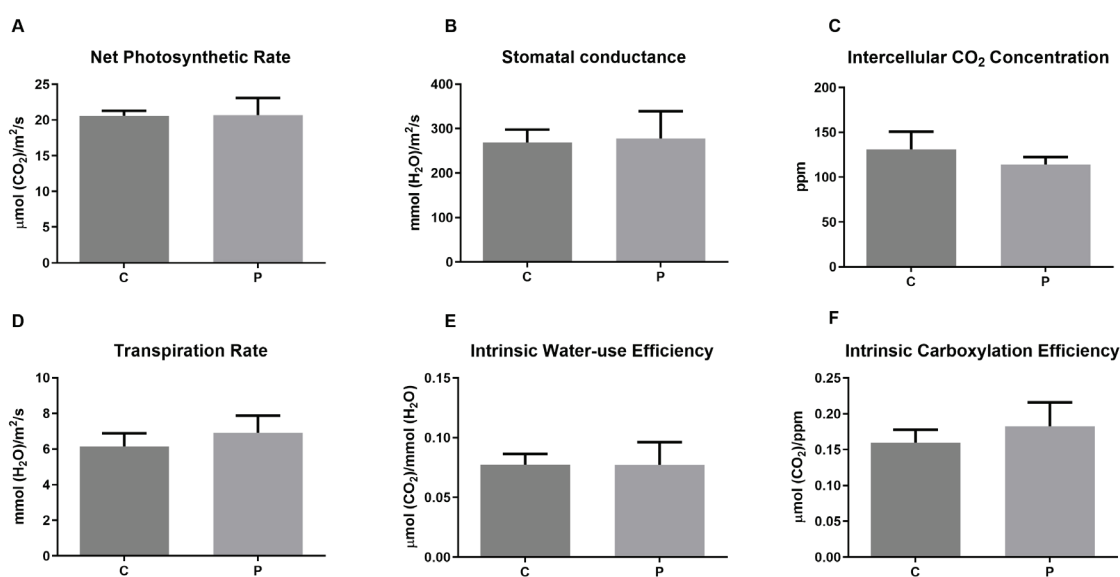 A
Net Photosynthetic Rate
μmol (CO₂)/m²/s
25
20
15
10
5
0
C
P
B
Stomatal conductance
mmol (H₂O)/m²/s
400
300
200
100
0
C
P
C
Intercellular CO₂ Concentration
ppm
200
150
100
50
0
C
P
D
Transpiration Rate
mmol (H₂O)/m²/s
10
8
6
4
2
0
C
P
E
Intrinsic Water-use Efficiency
μmol (CO₂)/mmol (H₂O)
0.15
0.10
0.05
0.00
C
P
F
Intrinsic Carboxylation Efficiency
μmol (CO₂)/ppm
0.25
0.20
0.15
0.10
0.05
0.00
C
P